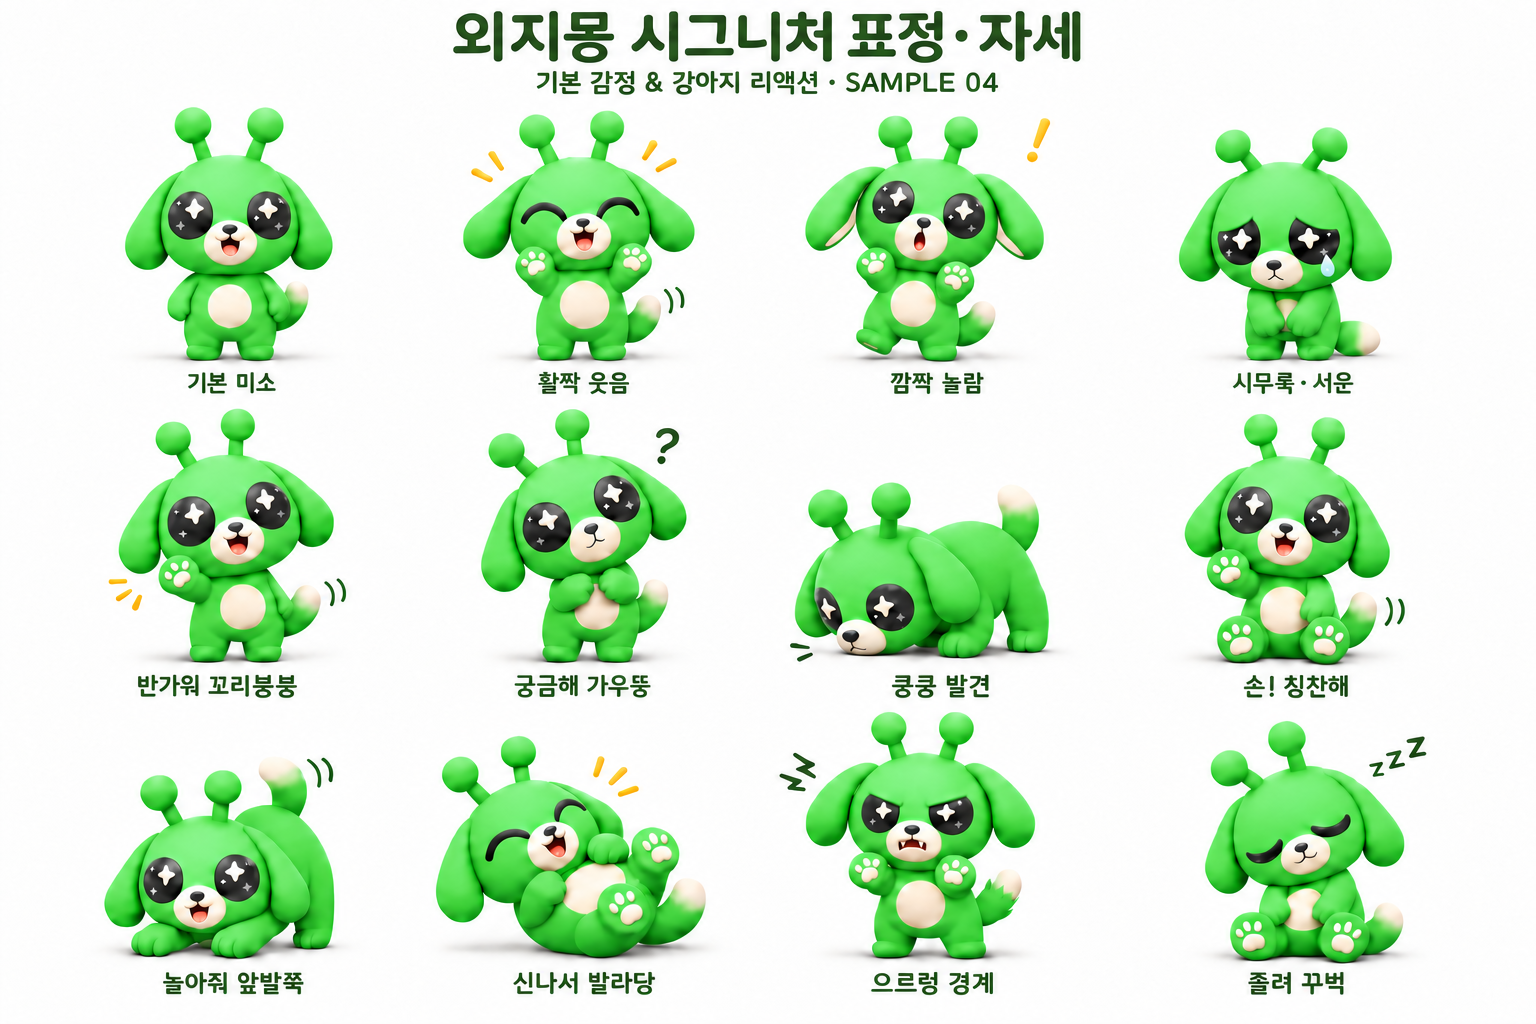 외지몽 시그니처 표정·자세
기본 감정 & 강아지 리액션 · SAMPLE 04
!
기본 미소
활짝 웃음
깜짝 놀람
시무룩·서운
?
반가워 꼬리붕붕
궁금해 가우뚱
쿵쿵 발견
손! 칭찬해
zzz
놀아줘 앞발쭉
신나서 발라당
으르렁 경계
졸려 꾸벅